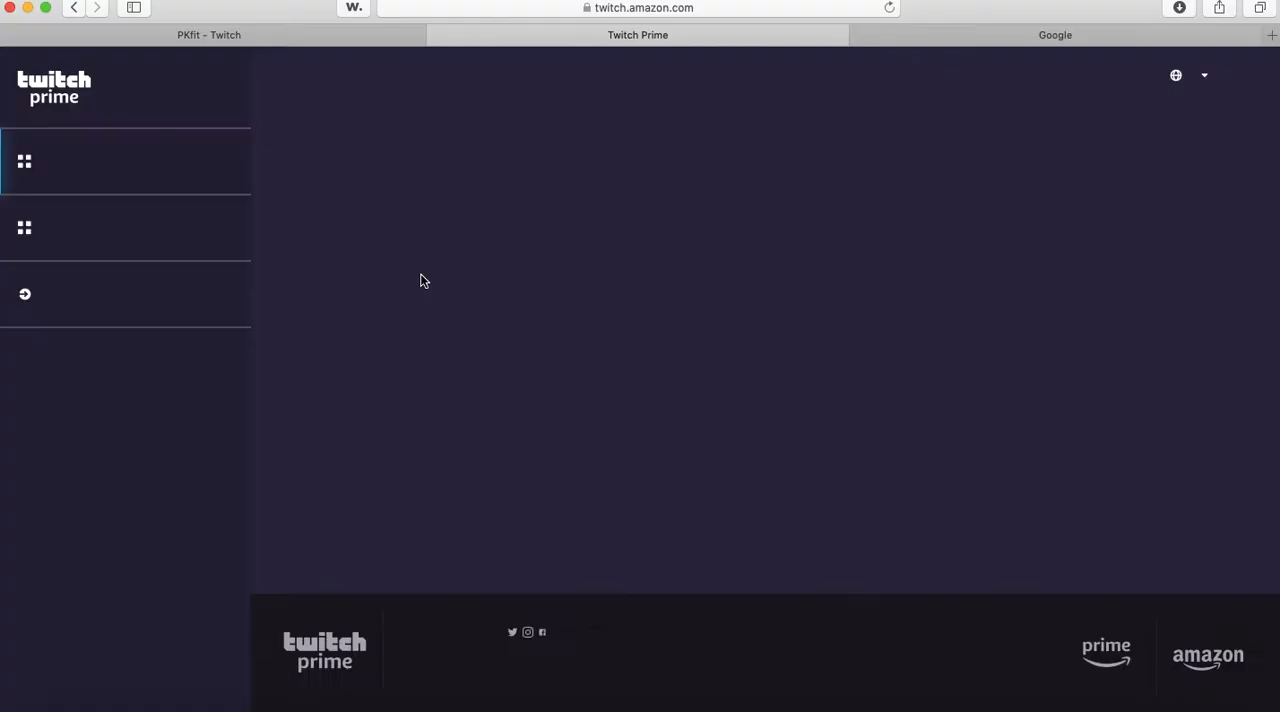 W.
twitch.amazon.com
PKfit - Twitch
Twitch Prime
Google
twitch
prime
twitch
prime
prime
amazon